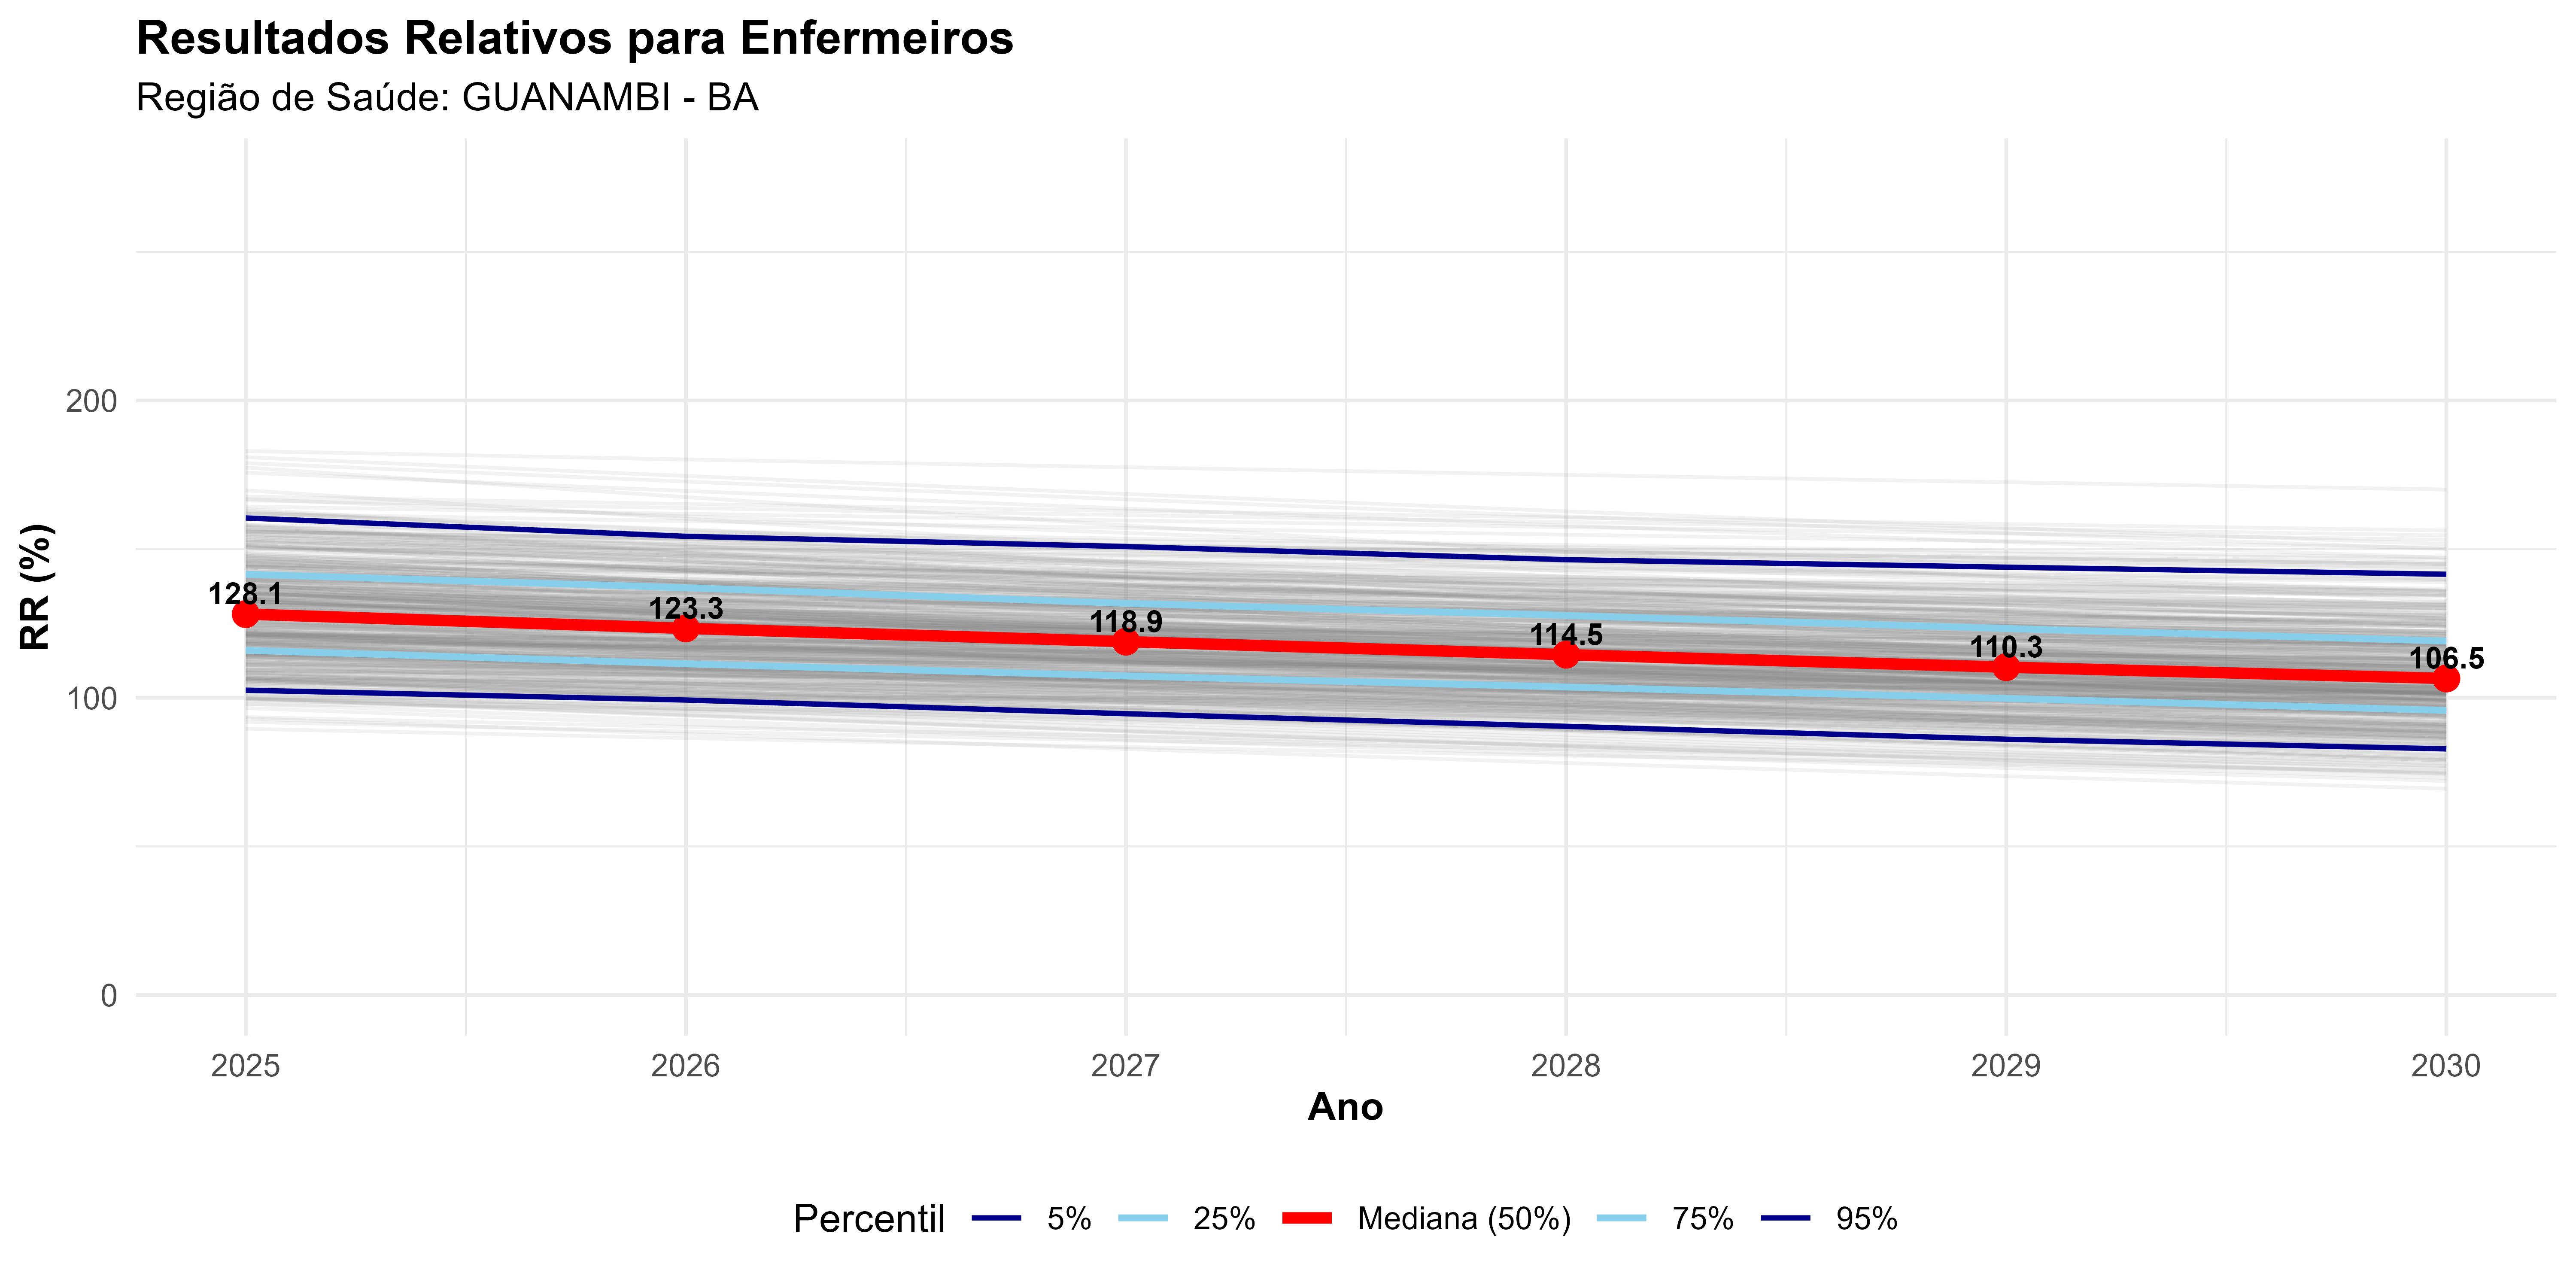 Resultados Relativos para Enfermeiros
Região de Saúde: GUANAMBI - BA
RR (%)
200
100
0
128.1
123.3
118.9
114.5
110.3
106.5
2025 2026 2027 2028 2029 2030
Ano
Percentil 5% 25% Mediana (50%) 75% 95%